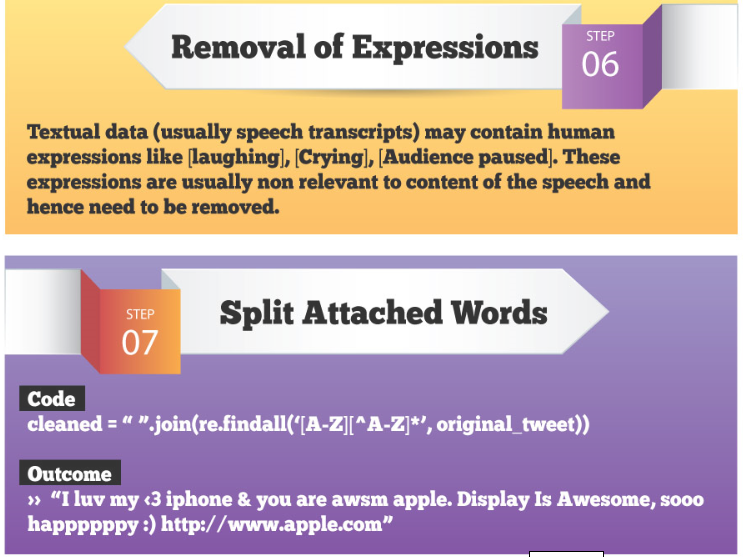 Removal of Expressions
STEP
06
Textual data (usually speech transcripts) may contain human
expressions like [laughing], [Crying], [Audience paused]. These
expressions are usually non relevant to content of the speech and
hence need to be removed.
STEP
07
Split Attached Words
Code
cleaned = “ ”.join(re.findall(‘[A-Z][^A-Z]*’, original_tweet))
Outcome
›› “I luv my <3 iphone & you are awsm apple. Display Is Awesome, sooo
happppppy :) http://www.apple.com”